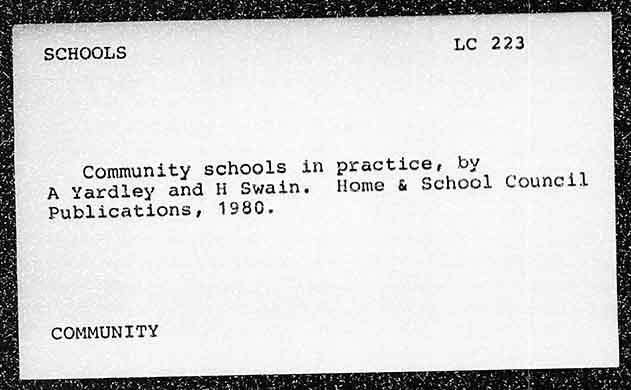 SCHOOLS
LC 223
Community schools in practice, by
A Yardley and H Swain. Home & School Council
Publications, 1980.
COMMUNITY